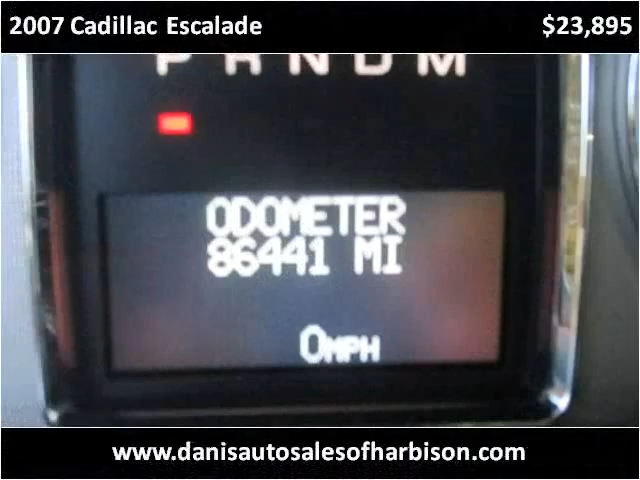 2007 Cadillac Escalade $23,895
P R N D M
ODOMETER
86441 MI
0MPH
www.danisautosalesofharbison.com